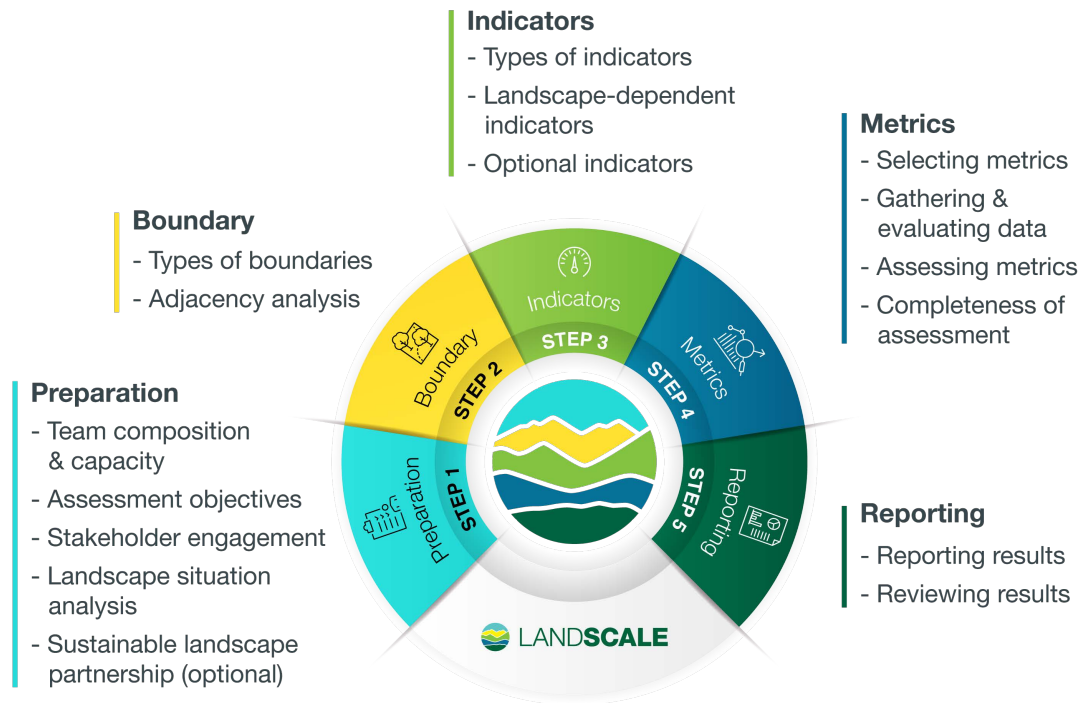 Indicators
- Types of indicators
- Landscape-dependent
indicators
- Optional indicators
Metrics
- Selecting metrics
- Gathering &
evaluating data
- Assessing metrics
- Completeness of
assessment
Boundary
- Types of boundaries
- Adjacency analysis
Preparation
- Team composition
& capacity
- Assessment objectives
- Stakeholder engagement
- Landscape situation
analysis
- Sustainable landscape
partnership (optional)
Reporting
- Reporting results
- Reviewing results
Preparation
STEP 1
Boundary
STEP 2
Indicators
STEP 3
Metrics
STEP 4
Reporting
STEP 5
LANDSCALE